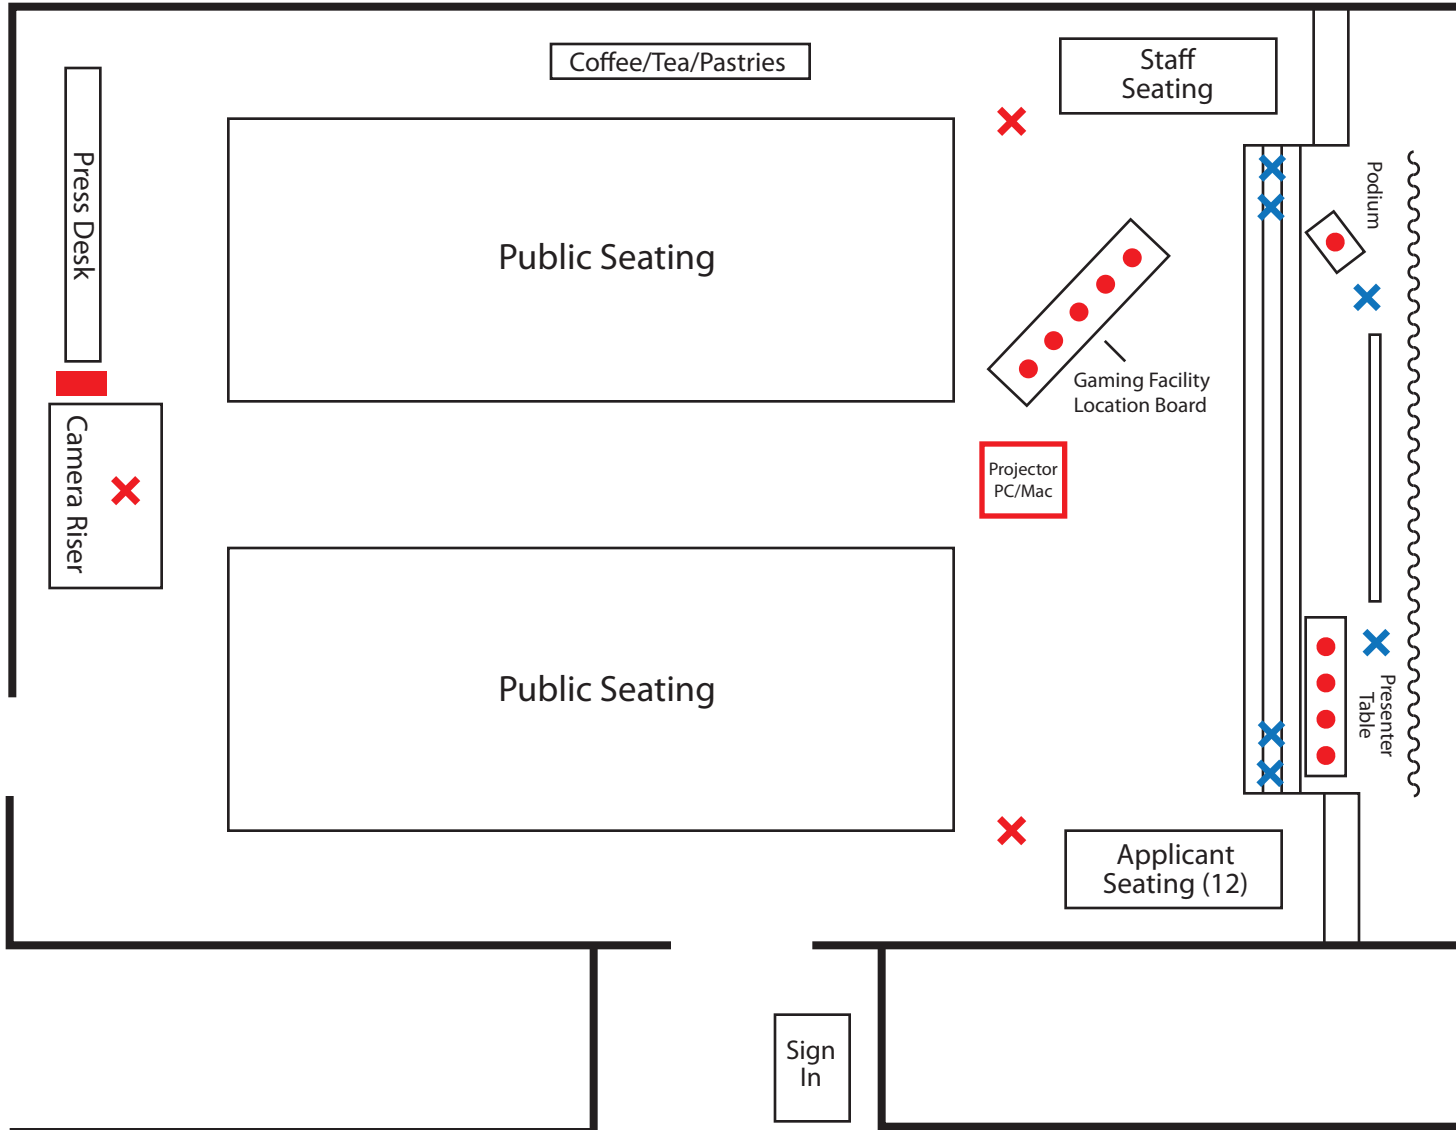 Coffee/Tea/Pastries
Staff
Seating
Press Desk
Public Seating
Podium
Gaming Facility
Location Board
Camera Riser
Projector
PC/Mac
Public Seating
Presenter
Table
Applicant
Seating (12)
Sign
In